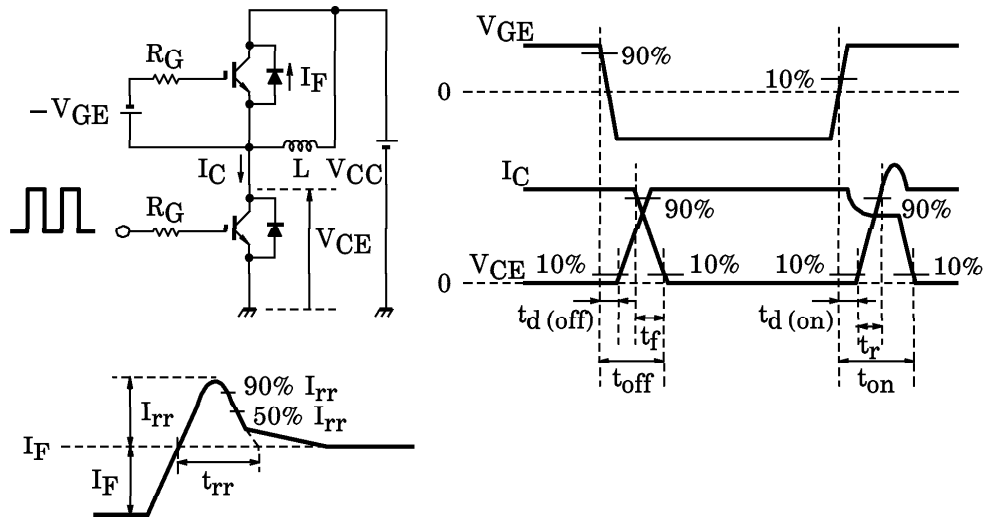 R_G
I_F
−V_GE
I_C
L
V_CC
R_G
V_CE
V_GE
90%
10%
0
I_C
90%
90%
V_CE
10%
10%
10%
10%
0
t_d (off)
t_f
t_d (on)
t_r
t_off
t_on
90% I_rr
I_rr
50% I_rr
I_F
I_F
t_rr